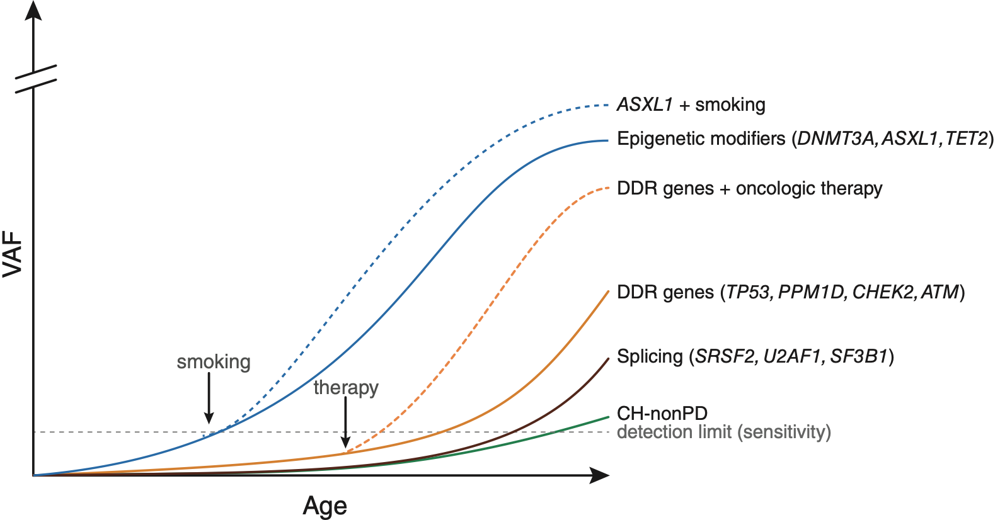 ASXL1 + smoking
Epigenetic modifiers (DNMT3A, ASXL1, TET2)
DDR genes + oncologic therapy
VAF
DDR genes (TP53, PPM1D, CHEK2, ATM)
smoking
Splicing (SRSF2, U2AF1, SF3B1)
therapy
CH-nonPD
detection limit (sensitivity)
Age